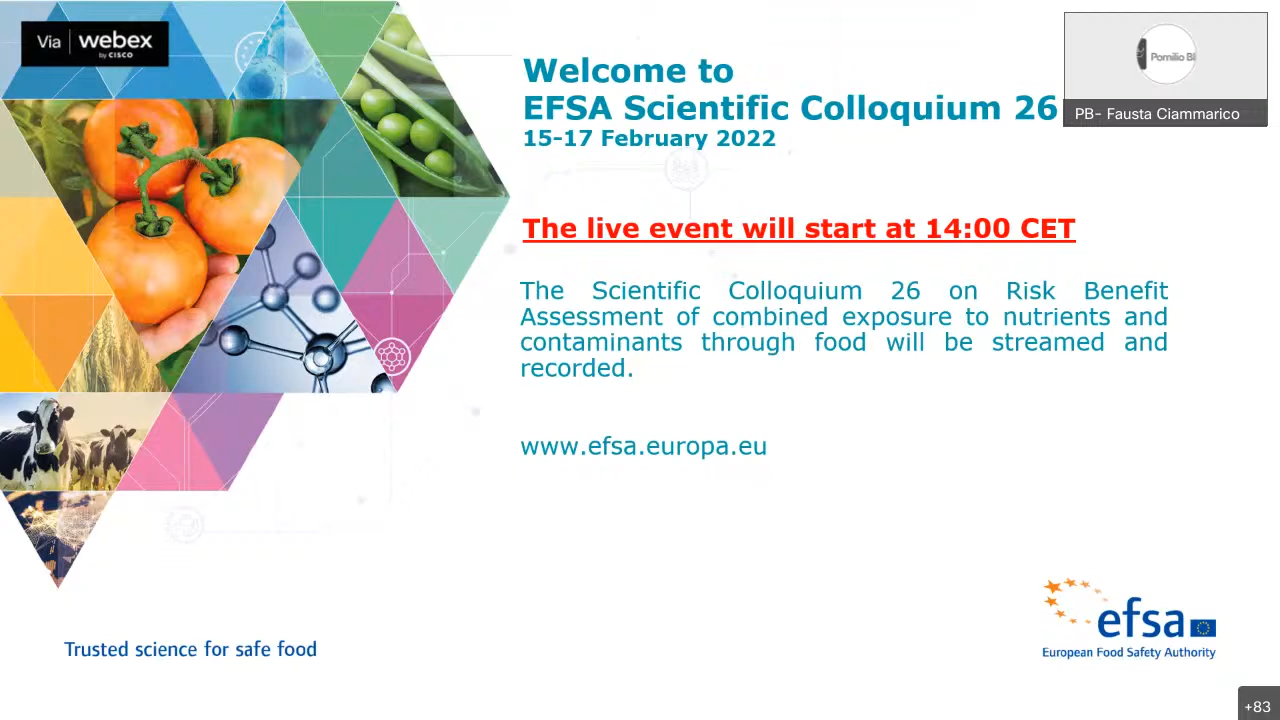 Via webex
by CISCO
Welcome to
EFSA Scientific Colloquium 26
15-17 February 2022
Pomilio Bl
PB- Fausta Ciammarico
The live event will start at 14:00 CET
The Scientific Colloquium 26 on Risk Benefit
Assessment of combined exposure to nutrients and
contaminants through food will be streamed and
recorded.
www.efsa.europa.eu
Trusted science for safe food
efsa
European Food Safety Authority
+83